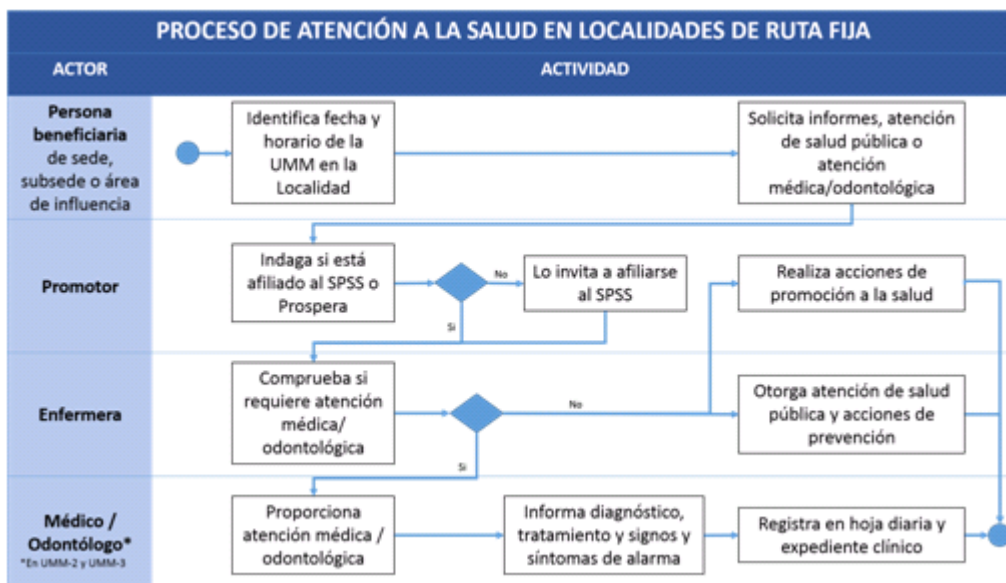 PROCESO DE ATENCIÓN A LA SALUD EN LOCALIDADES DE RUTA FIJA
ACTOR
ACTIVIDAD
Persona
beneficiaria
de sede,
subsede o área
de influencia
Identifica fecha y
horario de la
UMM en la
Localidad
Solicita informes, atención
de salud pública o
atención
médica/odontológica
Promotor
Indaga si está
afiliado al SPSS o
Prospera
No
Si
Lo invita a afiliarse
al SPSS
Realiza acciones de
promoción a la salud
Enfermera
Comprueba si
requiere atención
médica/
odontológica
No
Si
Otorga atención de salud
pública y acciones de
prevención
Médico /
Odontólogo*
*En UMM-2 y UMM-3
Proporciona
atención médica /
odontológica
Informa diagnóstico,
tratamiento y signos y
síntomas de alarma
Registra en hoja diaria y
expediente clínico